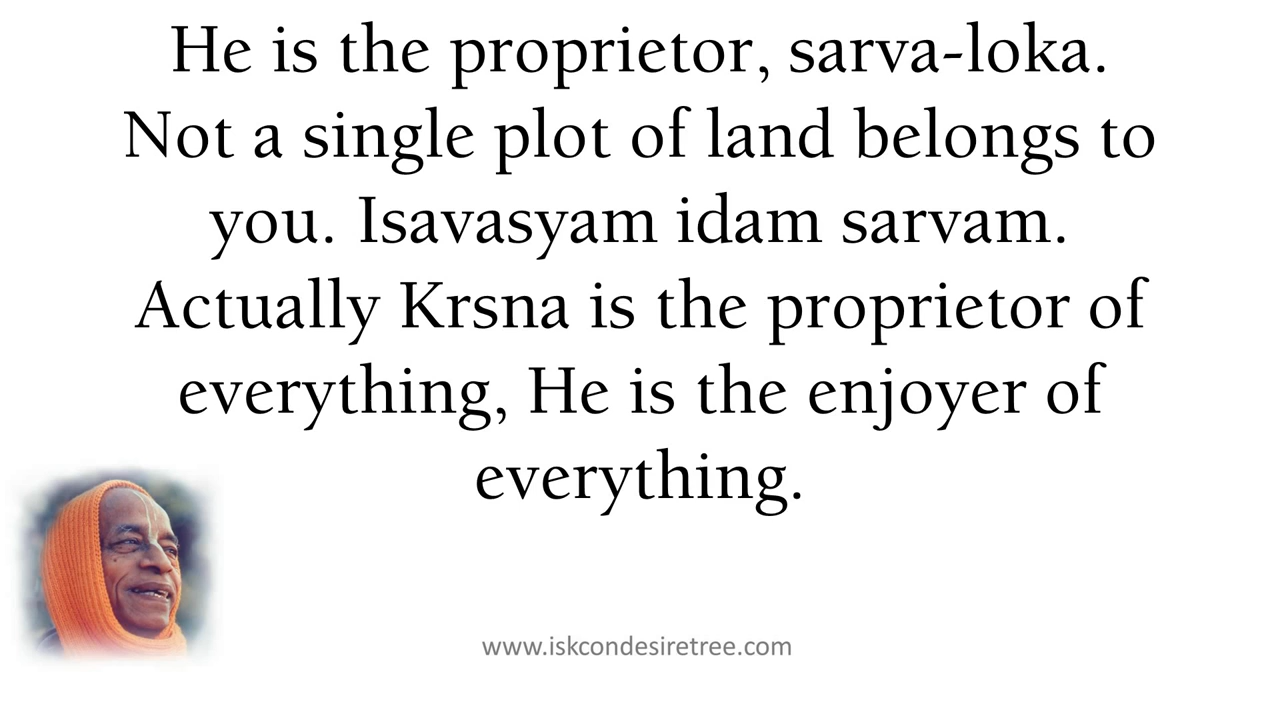 He is the proprietor, sarva-loka.
Not a single plot of land belongs to
you. Isavasyam idam sarvam.
Actually Krsna is the proprietor of
everything, He is the enjoyer of
everything.
www.iskcondesiretree.com